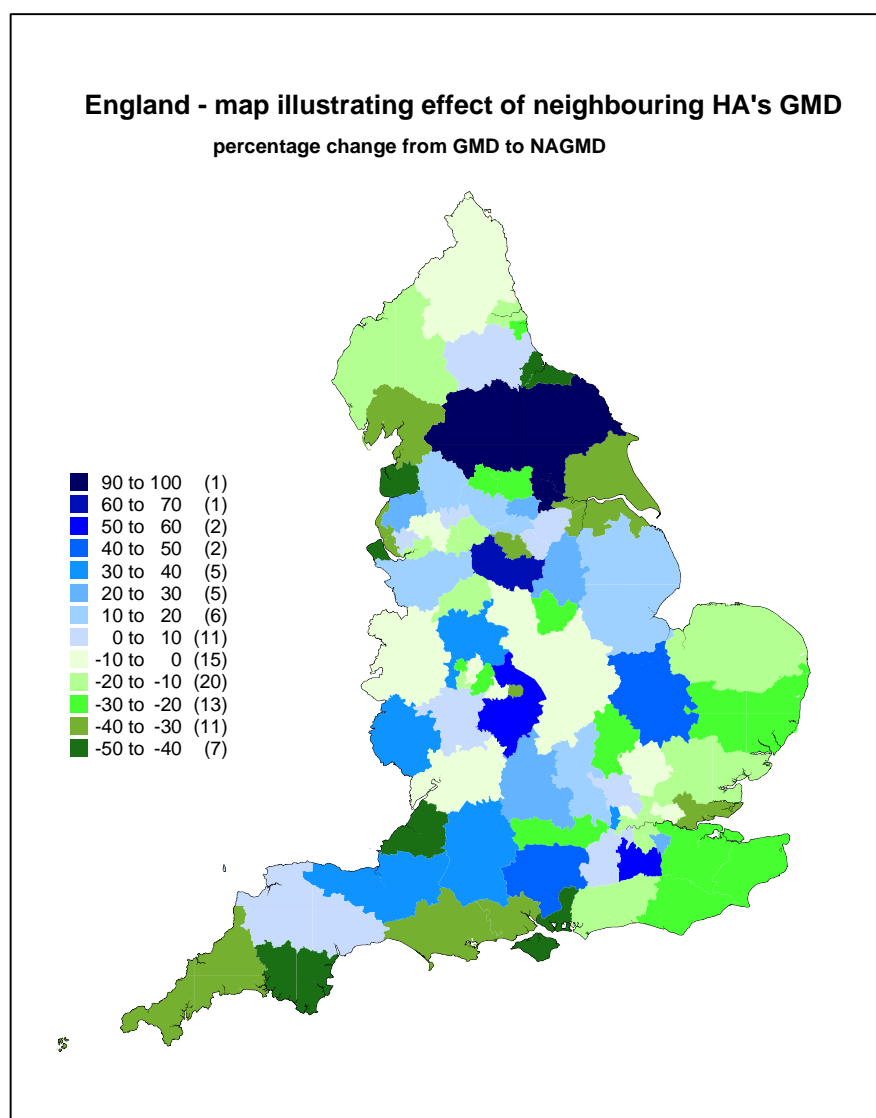 England - map illustrating effect of neighbouring HA's GMD
percentage change from GMD to NAGMD
90 to 100 (1)
60 to 70 (1)
50 to 60 (2)
40 to 50 (2)
30 to 40 (5)
20 to 30 (5)
10 to 20 (6)
0 to 10 (11)
-10 to 0 (15)
-20 to -10 (20)
-30 to -20 (13)
-40 to -30 (11)
-50 to -40 (7)